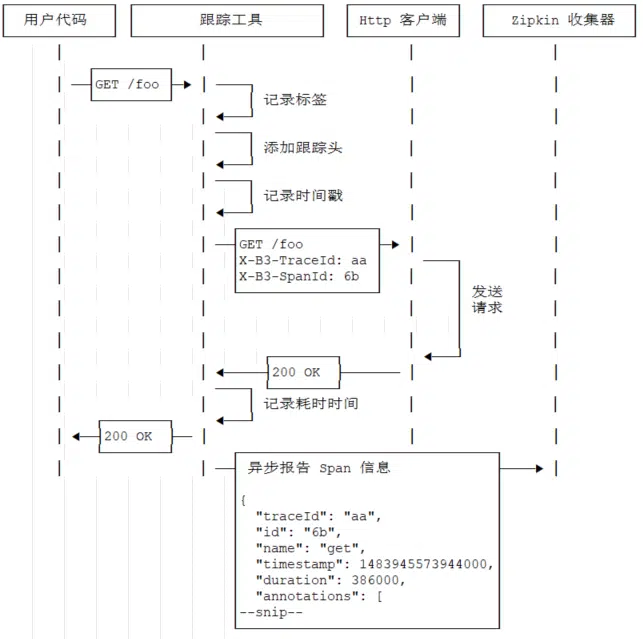 用户代码
跟踪工具
Http 客户端
Zipkin 收集器
GET /foo
记录标签
添加跟踪头
记录时间戳
GET /foo
X-B3-TraceId: aa
X-B3-SpanId: 6b
发送
请求
200 OK
记录耗时时间
200 OK
异步报告 Span 信息
{
"traceId": "aa",
"id": "6b",
"name": "get",
"timestamp": 1483945573944000,
"duration": 386000,
"annotations": [
--snip--